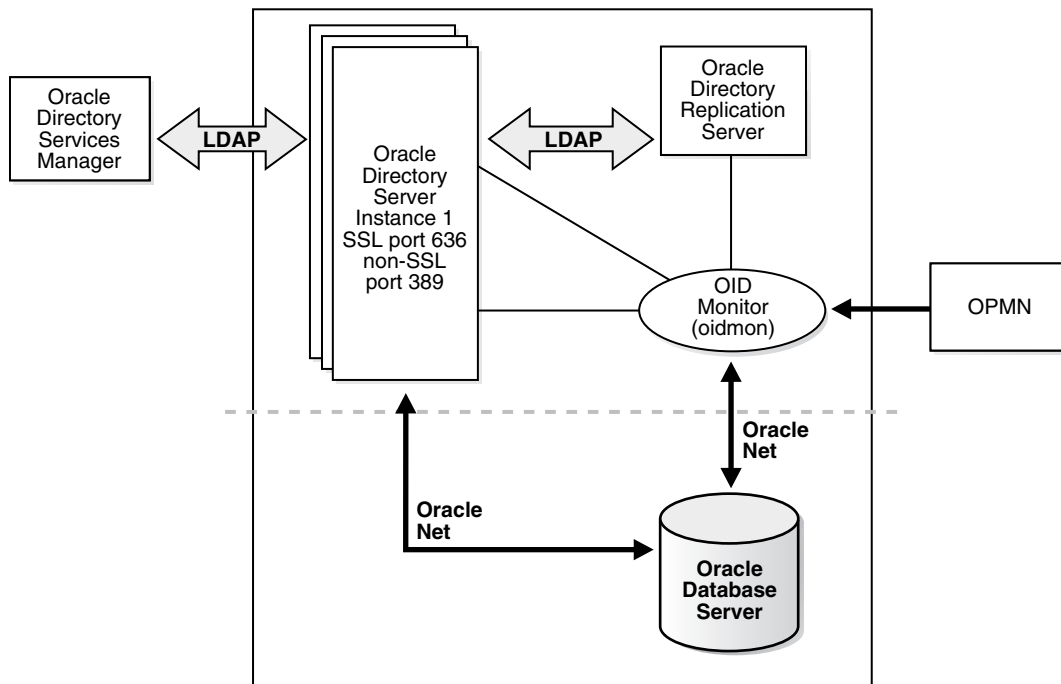 Oracle
Directory
Services
Manager
LDAP
Oracle
Directory
Server
Instance 1
SSL port 636
non-SSL
port 389
LDAP
Oracle
Directory
Replication
Server
OID
Monitor
(oidmon)
OPMN
Oracle
Net
Oracle
Net
Oracle
Database
Server